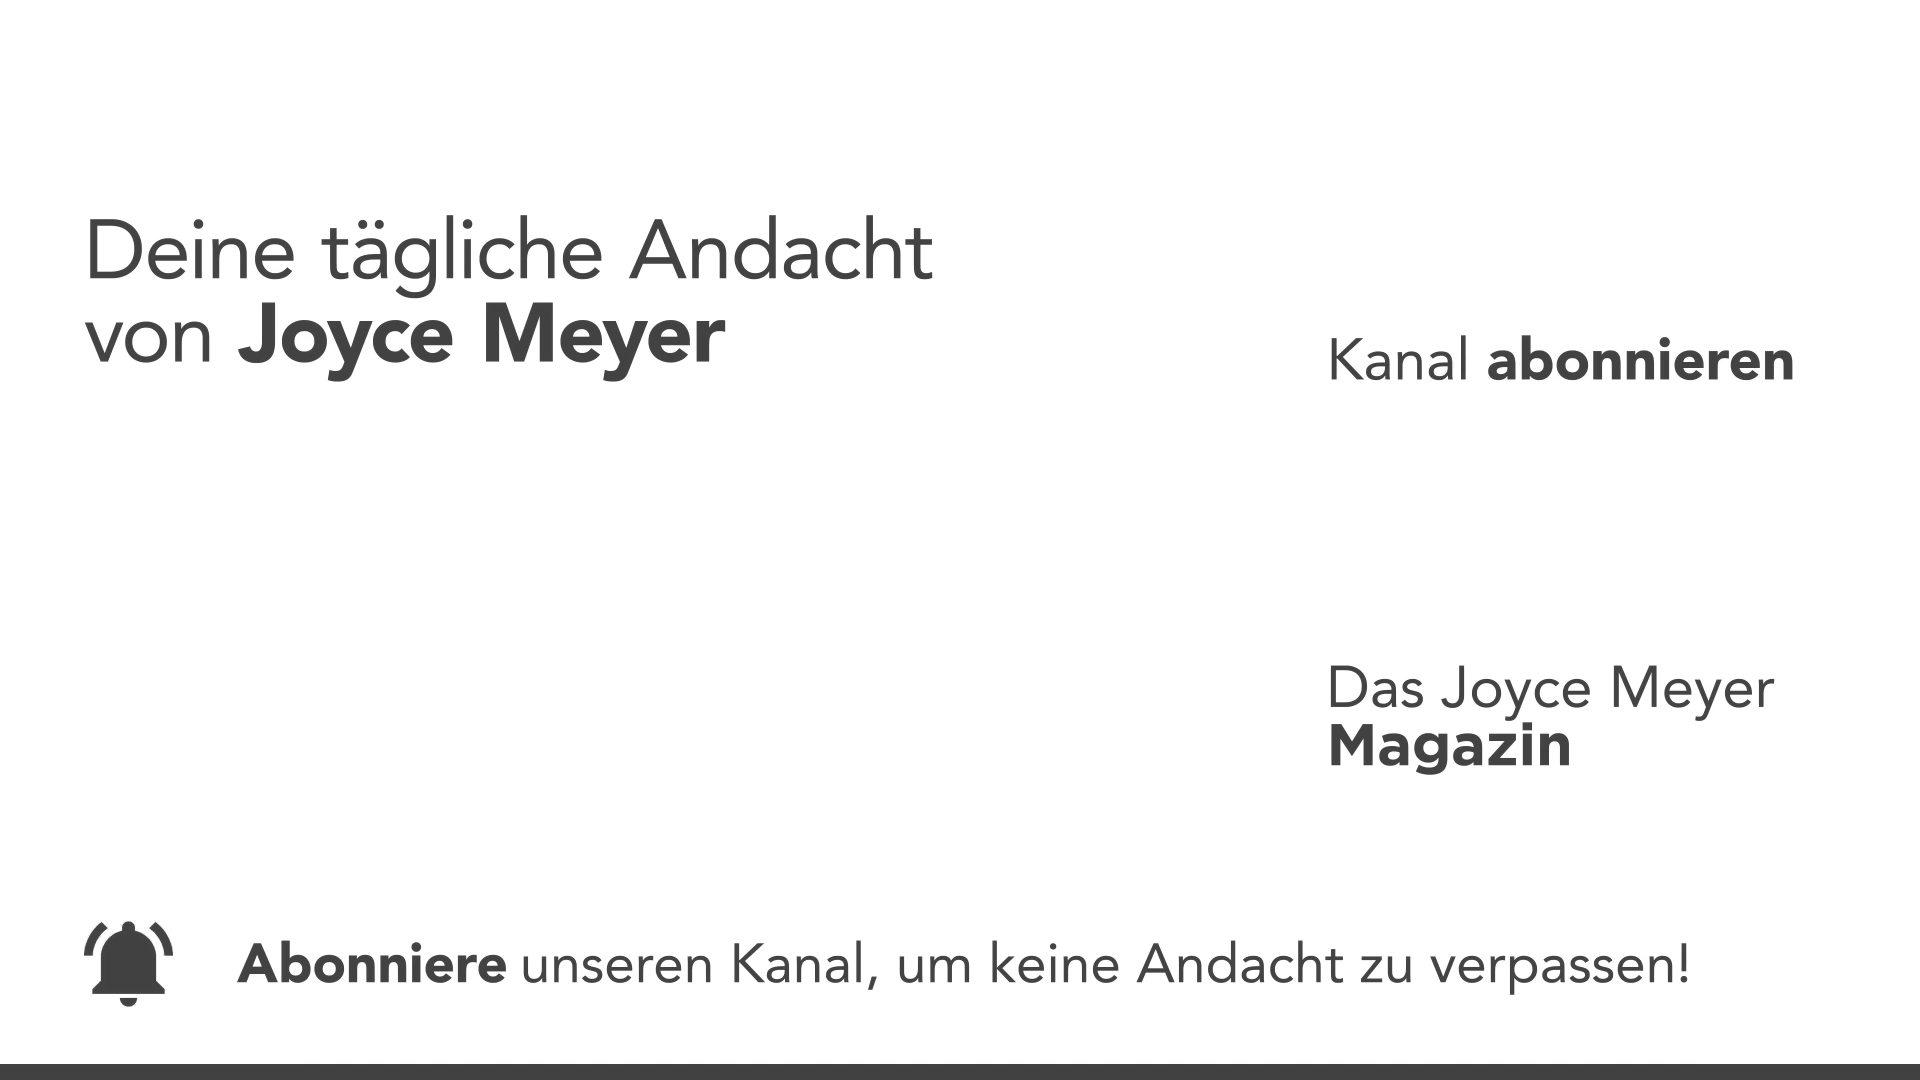 Deine tägliche Andacht
von Joyce Meyer
Kanal abonnieren
Das Joyce Meyer
Magazin
Abonniere unseren Kanal, um keine Andacht zu verpassen!